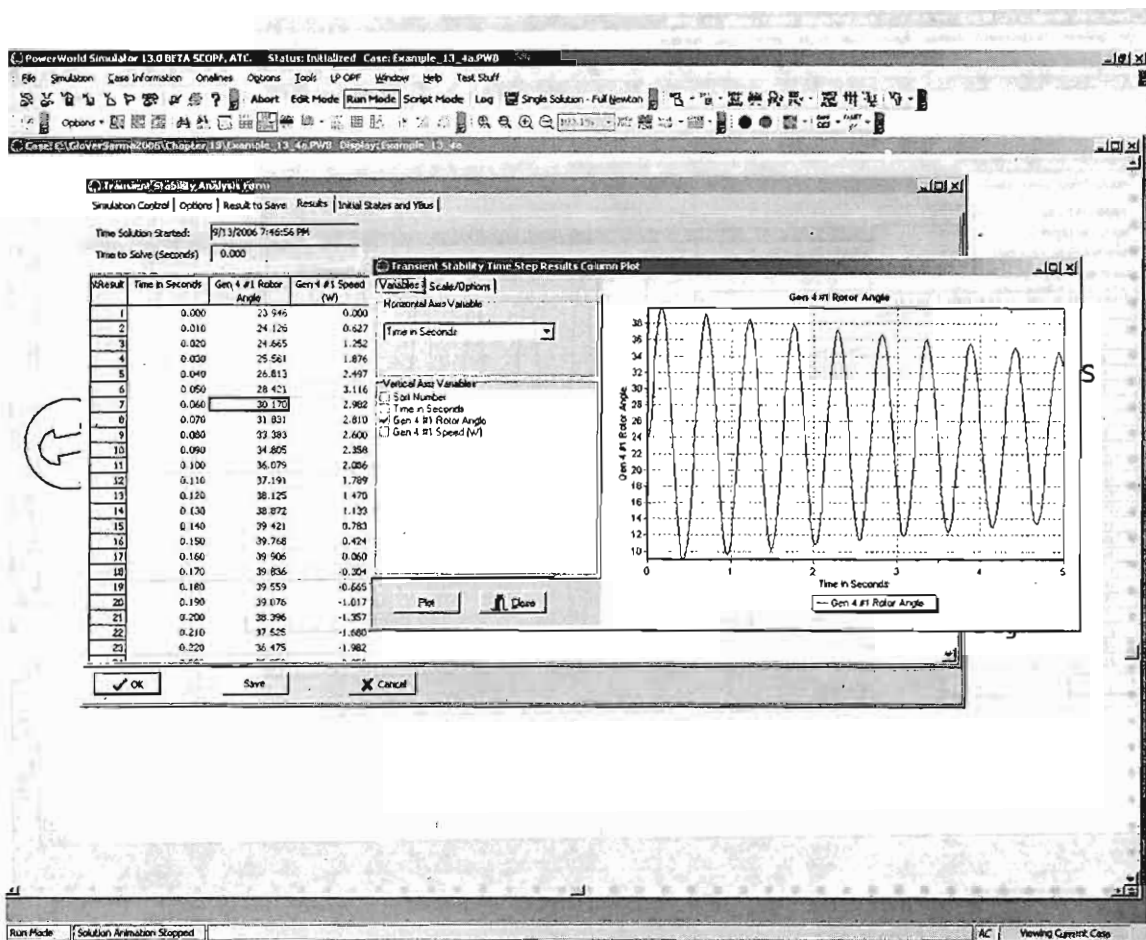 PowerWorld Simulator 13.0 BETA SCOPF, ATC. Status: Initialized Case: Example_13_4a.PWB
File Simulation Case Information Onelines Options Tools LP OPF Window Help Test Stuff
Abort Edit Mode Run Mode Script Mode Log Single Solution - Full Newton
Options
Case: C:\GloverSarma2006\Chapter 13\Example_13_4a.PWB Display: Example_13_4a
Transient Stability Analysis Form
Simulation Control Options Result to Save Results Initial States and YBus
Time Solution Started: 9/13/2006 7:46:56 PM
Time to Solve (Seconds) 0.000
Result Time in Seconds Gen 4 #1 Rotor Angle Gen 4 #1 Speed (W)
1 0.000 23.946 0.000
2 0.010 24.126 0.627
3 0.020 24.665 1.252
4 0.030 25.561 1.876
5 0.040 26.813 2.497
6 0.050 28.421 3.116
7 0.060 30.170 2.982
8 0.070 31.831 2.810
9 0.080 33.383 2.600
10 0.090 34.805 2.358
11 0.100 36.079 2.086
12 0.110 37.191 1.789
13 0.120 38.125 1.470
14 0.130 38.872 1.133
15 0.140 39.421 0.783
16 0.150 39.768 0.424
17 0.160 39.906 0.060
18 0.170 39.836 -0.304
19 0.180 39.559 -0.665
20 0.190 39.076 -1.017
21 0.200 38.396 -1.357
22 0.210 37.525 -1.680
23 0.220 36.475 -1.982
OK Save Cancel
Transient Stability Time Step Results Column Plot
Variables Scale/Options
Horizontal Axis Variable
Time in Seconds
Vertical Axis Variables
Sort Number
Time in Seconds
Gen 4 #1 Rotor Angle
Gen 4 #1 Speed (W)
Plot Close
Gen 4 #1 Rotor Angle
Gen 4 #1 Rotor Angle
38
36
34
32
30
28
26
24
22
20
18
16
14
12
10
0 1 2 3 4 5
Time in Seconds
Gen 4 #1 Rotor Angle
S
Run Mode Solution Animation Stopped AC Viewing Current Case